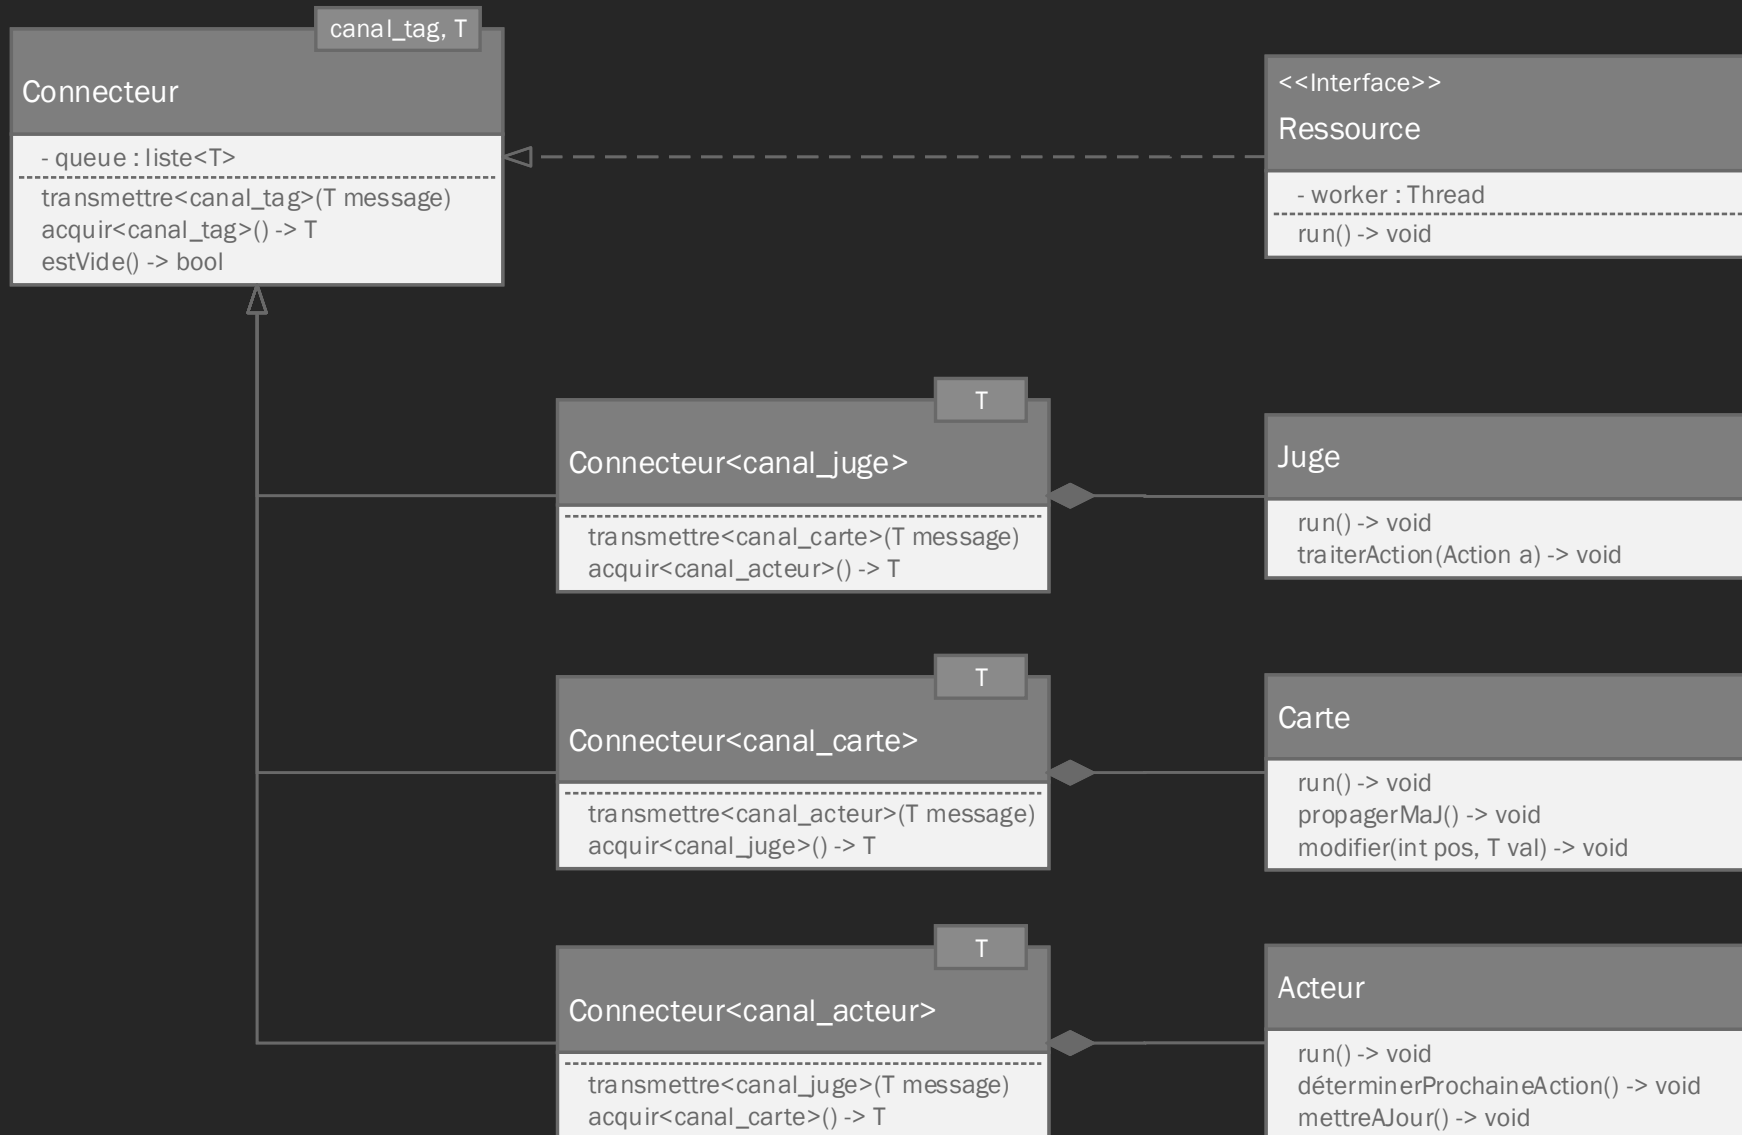 canal_tag, T
Connecteur
- queue : liste<T>
transmettre<canal_tag>(T message)
acquir<canal_tag>() -> T
estVide() -> bool
<<Interface>>
Ressource
- worker : Thread
run() -> void
T
Connecteur<canal_juge>
transmettre<canal_carte>(T message)
acquir<canal_acteur>() -> T
Juge
run() -> void
traiterAction(Action a) -> void
T
Connecteur<canal_carte>
transmettre<canal_acteur>(T message)
acquir<canal_juge>() -> T
Carte
run() -> void
propagerMaJ() -> void
modifier(int pos, T val) -> void
T
Connecteur<canal_acteur>
transmettre<canal_juge>(T message)
acquir<canal_carte>() -> T
Acteur
run() -> void
déterminerProchaineAction() -> void
mettreAJour() -> void